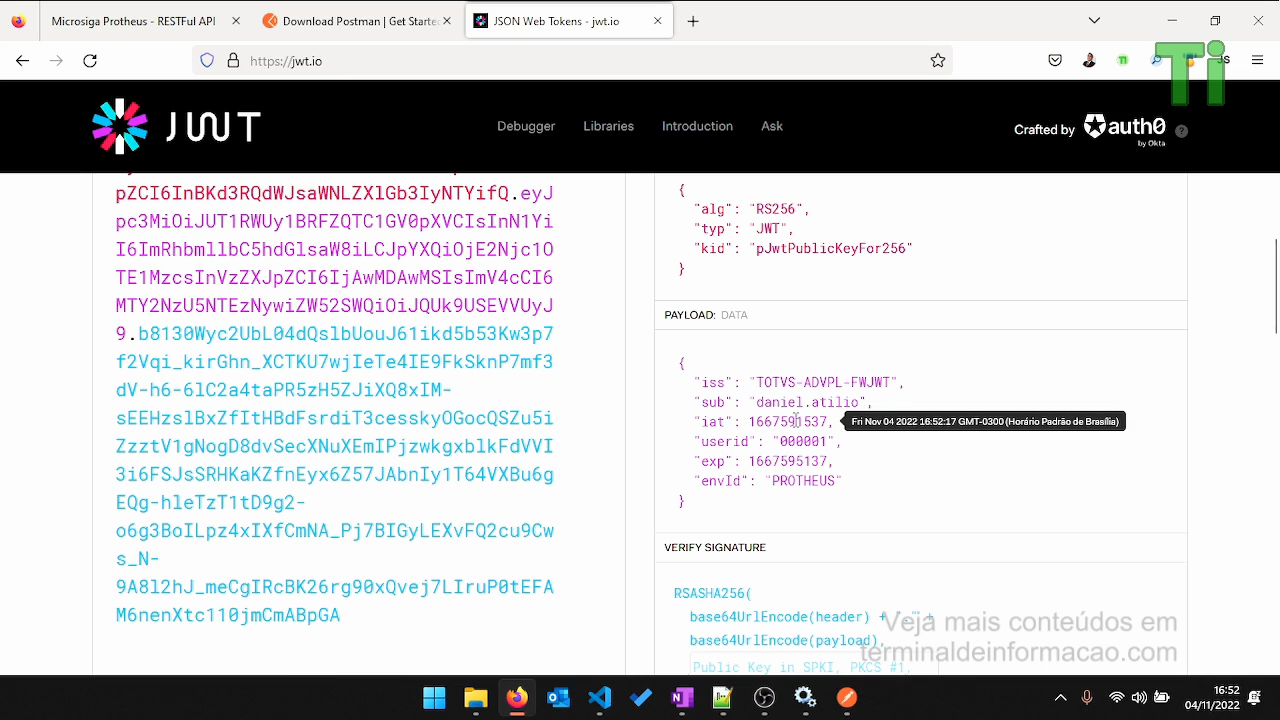 Microsiga Protheus - RESTFul API
Download Postman | Get Starte
JSON Web Tokens - jwt.io
https://jwt.io
Ti
JWT
Debugger
Libraries
Introduction
Ask
Crafted by
auth0
by Okta
pZCI6InBKd3RQdWJsaWNLZXlGb3IyNTYifQ.eyJ
pc3MiOiJUT1RWUy1BRFZQTC1GV0pXVCIsInN1Yi
I6ImRhbmllbC5hdGlsaW8iLCJpYXQiOjE2Njc1O
TE1MzcsInVzZXJpZCI6IjAwMDAwMSIsImV4cCI6
MTY2NzU5NTEzNywiZW52SWQiOiJQUk9USEVVUyJ
9.b8130Wyc2UbL04dQslbUouJ61ikd5b53Kw3p7
f2Vqi_kirGhn_XCTKU7wjIeTe4IE9FkSknP7mf3
dV-h6-6lC2a4taPR5zH5ZJiXQ8xIM-
sEEHzslBxZfItHBdFsrdiT3cesskyOGocQSZu5i
ZzztV1gNogD8dvSecXNuXEmIPjzwkgxblkFdVVI
3i6FSJsSRHKaKZfnEyx6Z57JAbnIy1T64VXBu6g
EQg-hleTzT1tD9g2-
o6g3BoILpz4xIXfCmNA_Pj7BIGyLEXvFQ2cu9Cw
s_N-
9A8l2hJ_meCgIRcBK26rg90xQvej7LIruP0tEFA
M6nenXtc110jmCmABpGA
{
"alg": "RS256",
"typ": "JWT",
"kid": "pJwtPublicKeyFor256"
}
PAYLOAD: DATA
{
"iss": "TOTVS-ADVPL-FWJWT",
"sub": "daniel.atilio",
"iat": 1667591537,
Fri Nov 04 2022 16:52:17 GMT-0300 (Horário Padrão de Brasília)
"userid": "000001",
"exp": 1667595137,
"envId": "PROTHEUS"
}
VERIFY SIGNATURE
RSASHA256(
base64UrlEncode(header) + "." +
base64UrlEncode(payload),
Public Key in SPKI, PKCS #1,
Veja mais conteúdos em
terminaldeinformacao.com
16:52
04/11/2022